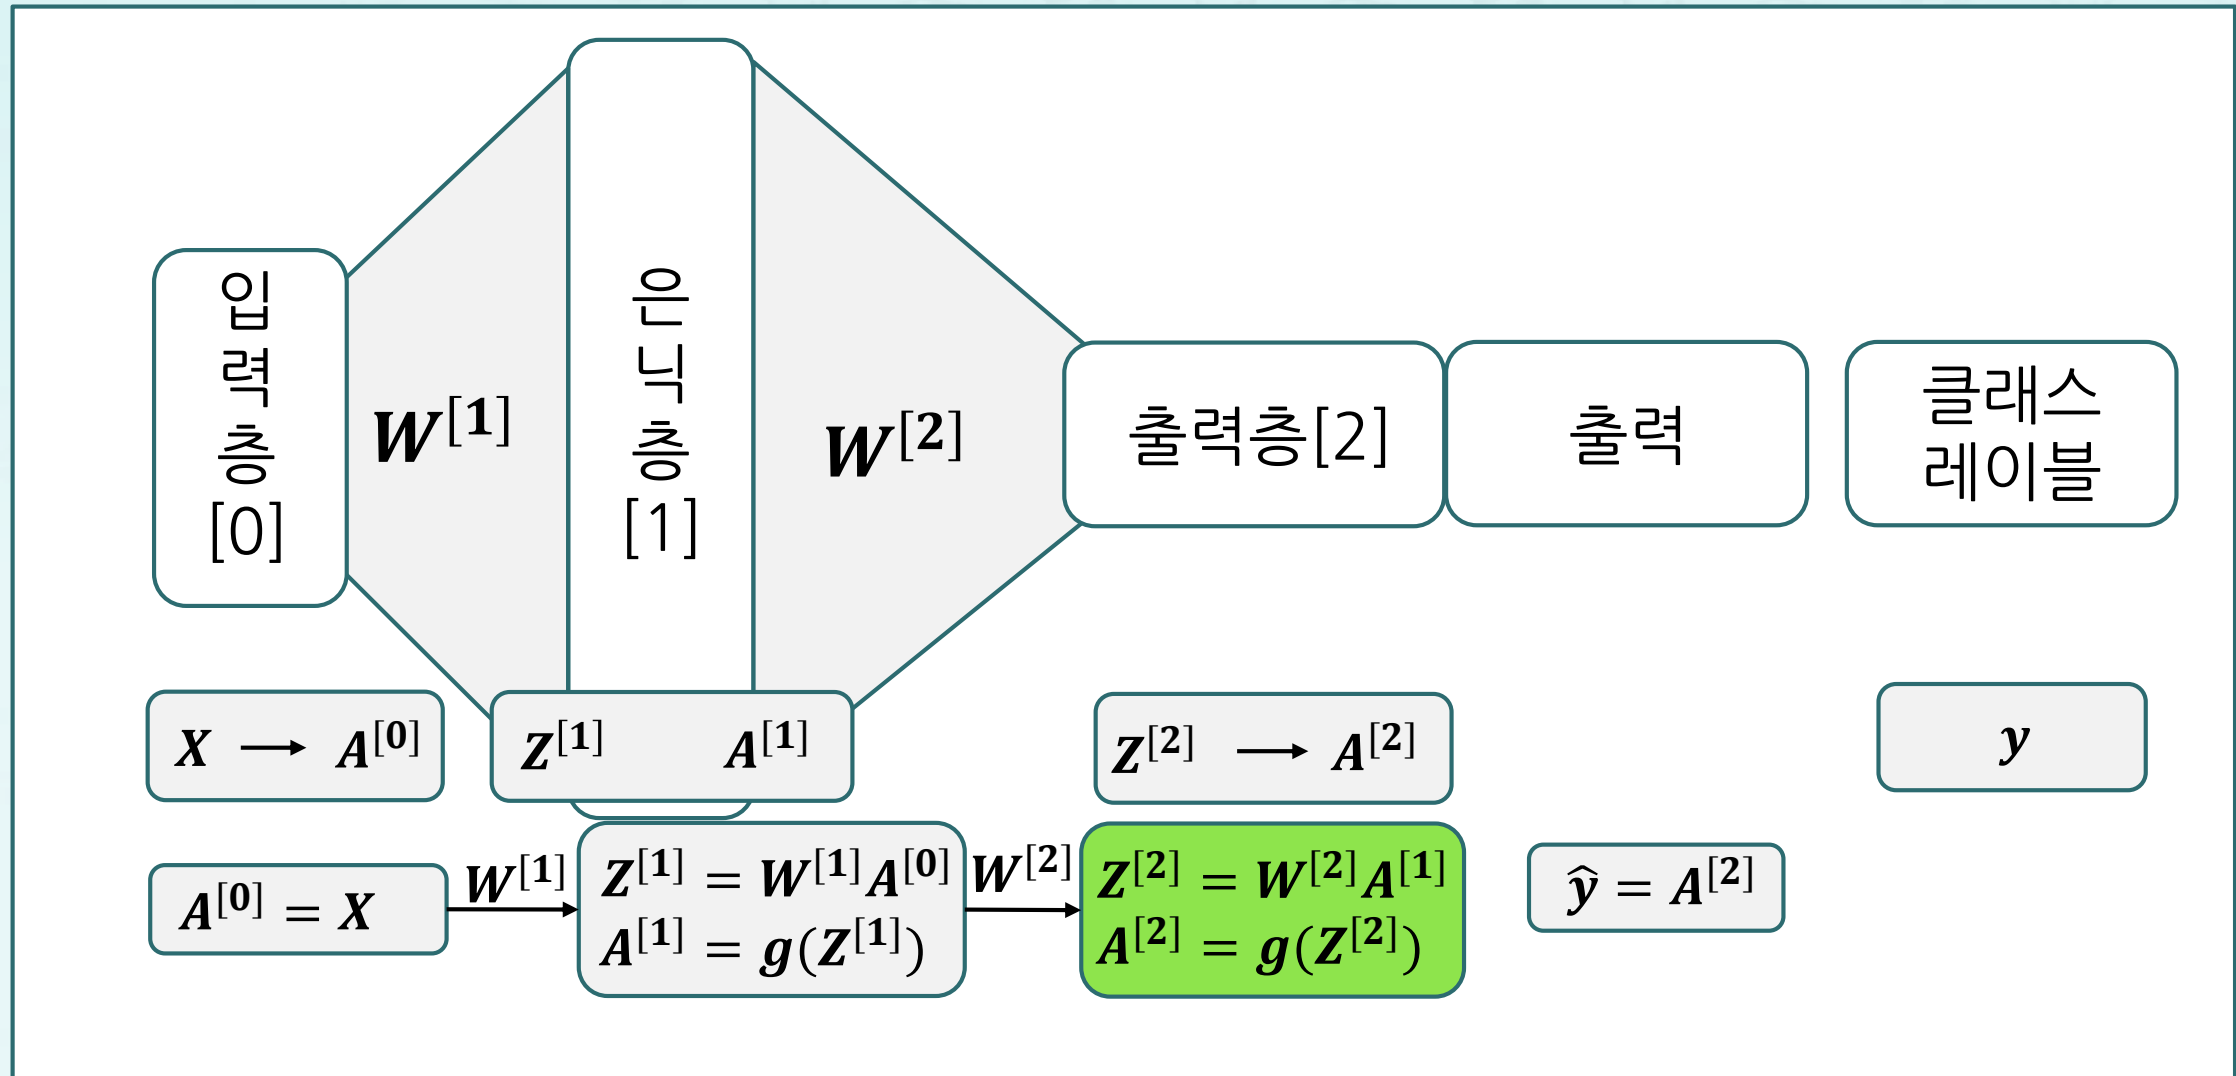 입
력
층
[0]
W^[1]
은
닉
층
[1]
W^[2]
출력층[2]
출력
클래스
레이블
X → A^[0]
Z^[1] A^[1]
Z^[2] → A^[2]
y
A^[0] = X
W^[1]
Z^[1] = W^[1]A^[0]
A^[1] = g(Z^[1])
W^[2]
Z^[2] = W^[2]A^[1]
A^[2] = g(Z^[2])
ŷ = A^[2]